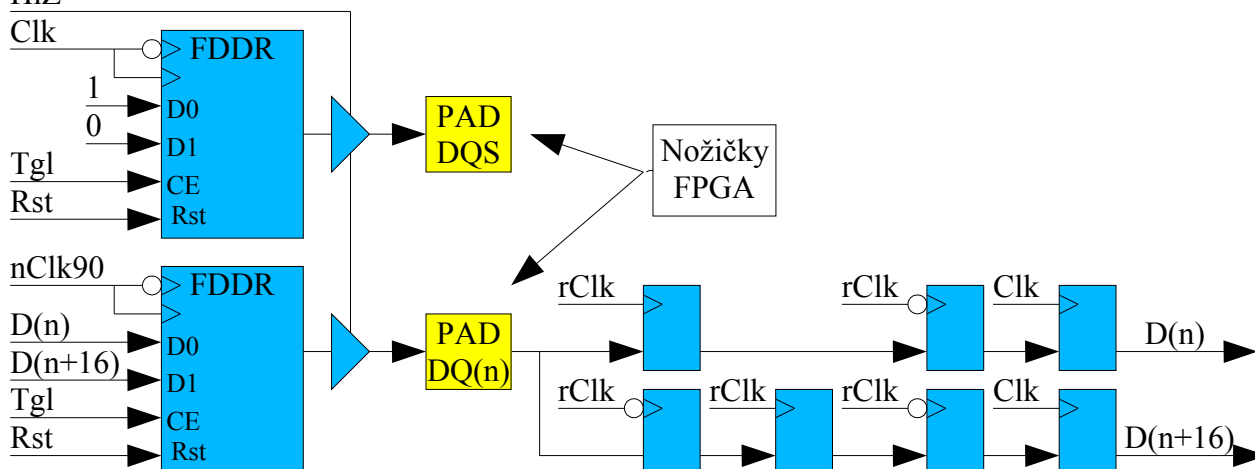 Clk
FDDR
1
D0
0
D1
Tgl
CE
Rst
Rst
PAD
DQS
Nožičky
FPGA
nClk90
FDDR
D(n)
D0
D(n+16)
D1
Tgl
CE
Rst
Rst
PAD
DQ(n)
rClk
rClk
Clk
D(n)
rClk
rClk
rClk
Clk
D(n+16)